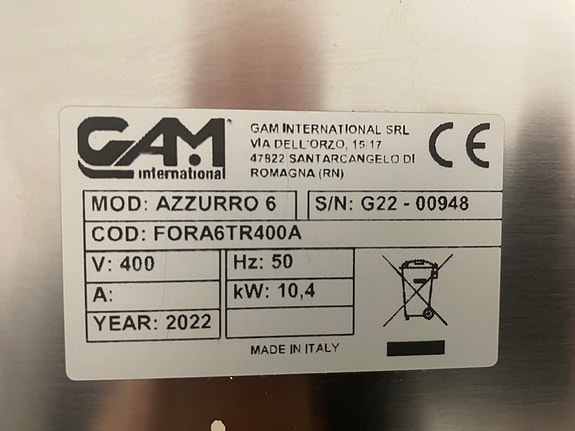 GAM
international
GAM INTERNATIONAL SRL
VIA DELL'ORZO, 15/17
47822 SANTARCANGELO DI
ROMAGNA (RN)
CE
MOD: AZZURRO 6
S/N: G22 - 00948
COD: FORA6TR400A
V: 400
Hz: 50
A:
kW: 10,4
YEAR: 2022
MADE IN ITALY